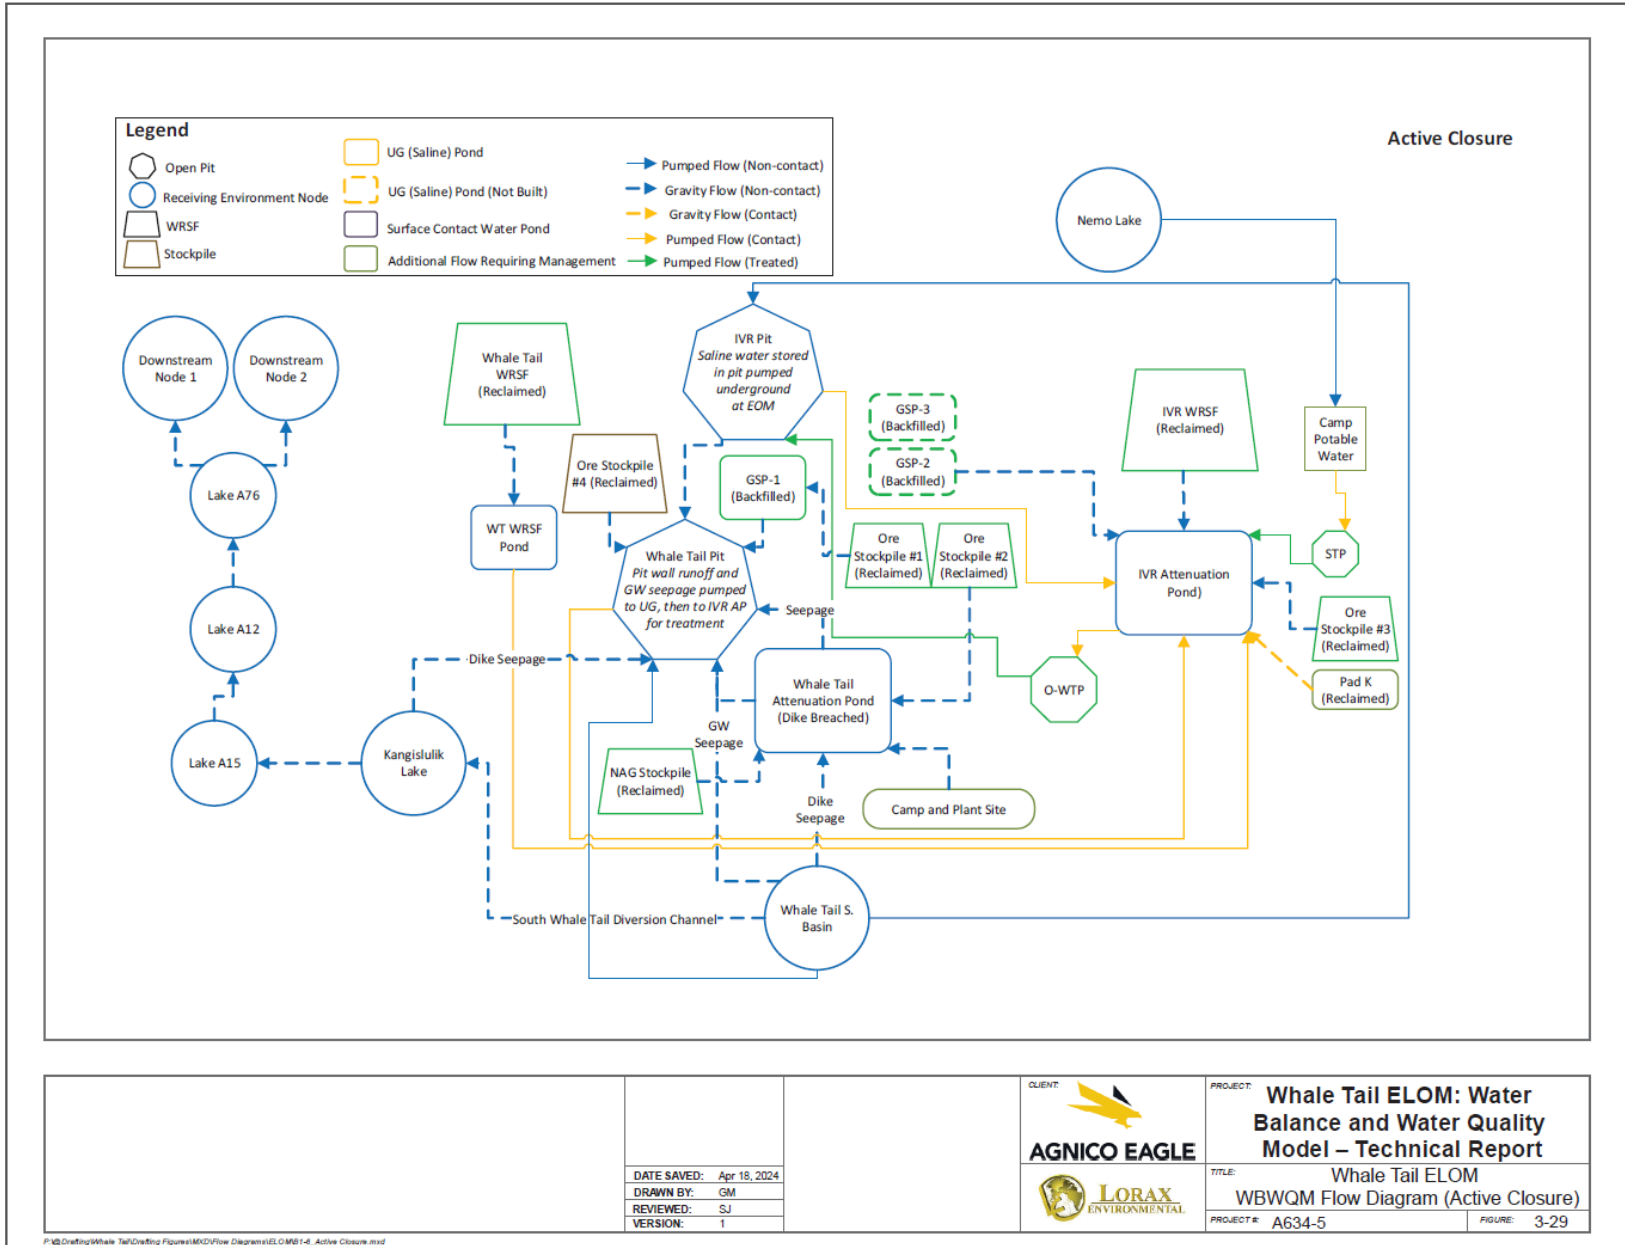 Legend
Open Pit
Receiving Environment Node
WRSF
Stockpile
UG (Saline) Pond
UG (Saline) Pond (Not Built)
Surface Contact Water Pond
Additional Flow Requiring Management
Pumped Flow (Non-contact)
Gravity Flow (Non-contact)
Gravity Flow (Contact)
Pumped Flow (Contact)
Pumped Flow (Treated)
Active Closure
Nemo Lake
Downstream
Node 1
Downstream
Node 2
Whale Tail
WRSF
(Reclaimed)
IVR Pit
Saline water stored
in pit pumped
underground
at EOM
GSP-3
(Backfilled)
GSP-2
(Backfilled)
IVR WRSF
(Reclaimed)
Camp
Potable
Water
Lake A76
Ore Stockpile
#4 (Reclaimed)
GSP-1
(Backfilled)
WT WRSF
Pond
Whale Tail Pit
Pit wall runoff and
GW seepage pumped
to UG, then to IVR AP
for treatment
Ore
Stockpile #1
(Reclaimed)
Ore
Stockpile #2
(Reclaimed)
IVR Attenuation
Pond)
STP
Seepage
Lake A12
Ore
Stockpile #3
(Reclaimed)
Dike Seepage
Whale Tail
Attenuation Pond
(Dike Breached)
O-WTP
Pad K
(Reclaimed)
GW
Seepage
Lake A15
Kangislulik
Lake
NAG Stockpile
(Reclaimed)
Dike
Seepage
Camp and Plant Site
South Whale Tail Diversion Channel
Whale Tail S.
Basin
DATE SAVED: Apr 18, 2024
DRAWN BY: GM
REVIEWED: SJ
VERSION: 1
CLIENT:
AGNICO EAGLE
LORAX
ENVIRONMENTAL
PROJECT:
Whale Tail ELOM: Water
Balance and Water Quality
Model – Technical Report
TITLE:
Whale Tail ELOM
WBWQM Flow Diagram (Active Closure)
PROJECT #: A634-5
FIGURE: 3-29